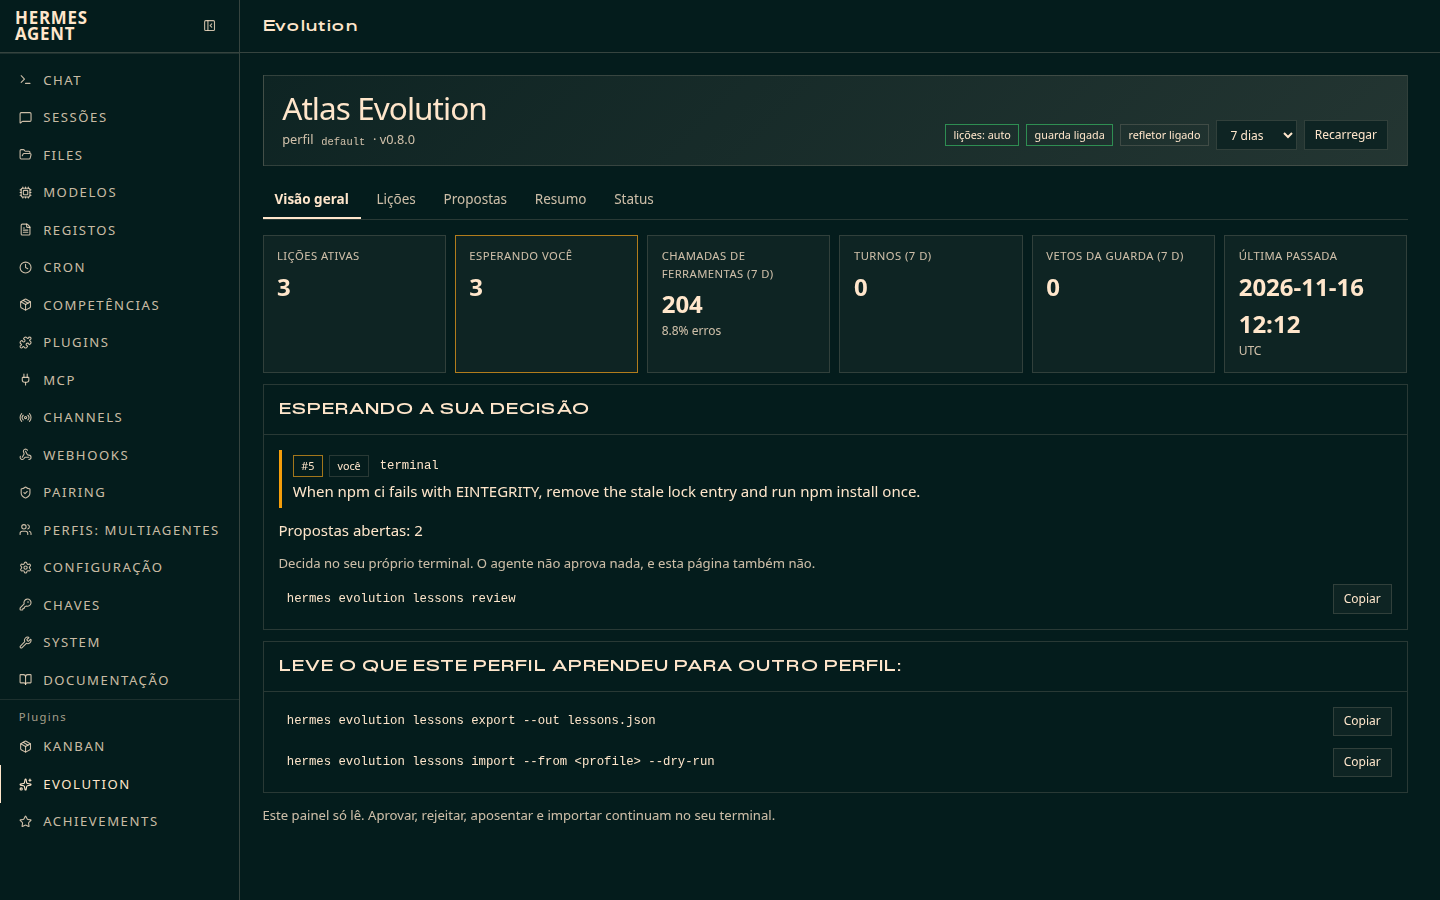 HERMES
AGENT
CHAT
SESSÕES
FILES
MODELOS
REGISTOS
CRON
COMPETÊNCIAS
PLUGINS
MCP
CHANNELS
WEBHOOKS
PAIRING
PERFIS: MULTIAGENTES
CONFIGURAÇÃO
CHAVES
SYSTEM
DOCUMENTAÇÃO
Plugins
KANBAN
EVOLUTION
ACHIEVEMENTS
Evolution
Atlas Evolution
perfil default · v0.8.0
lições: auto
guarda ligada
refletor ligado
7 dias
Recarregar
Visão geral
Lições
Propostas
Resumo
Status
LIÇÕES ATIVAS
3
ESPERANDO VOCÊ
3
CHAMADAS DE
FERRAMENTAS (7 D)
204
8.8% erros
TURNOS (7 D)
0
VETOS DA GUARDA (7 D)
0
ÚLTIMA PASSADA
2026-11-16
12:12
UTC
ESPERANDO A SUA DECISÃO
#5 você terminal
When npm ci fails with EINTEGRITY, remove the stale lock entry and run npm install once.
Propostas abertas: 2
Decida no seu próprio terminal. O agente não aprova nada, e esta página também não.
hermes evolution lessons review
Copiar
LEVE O QUE ESTE PERFIL APRENDEU PARA OUTRO PERFIL:
hermes evolution lessons export --out lessons.json
Copiar
hermes evolution lessons import --from <profile> --dry-run
Copiar
Este painel só lê. Aprovar, rejeitar, aposentar e importar continuam no seu terminal.